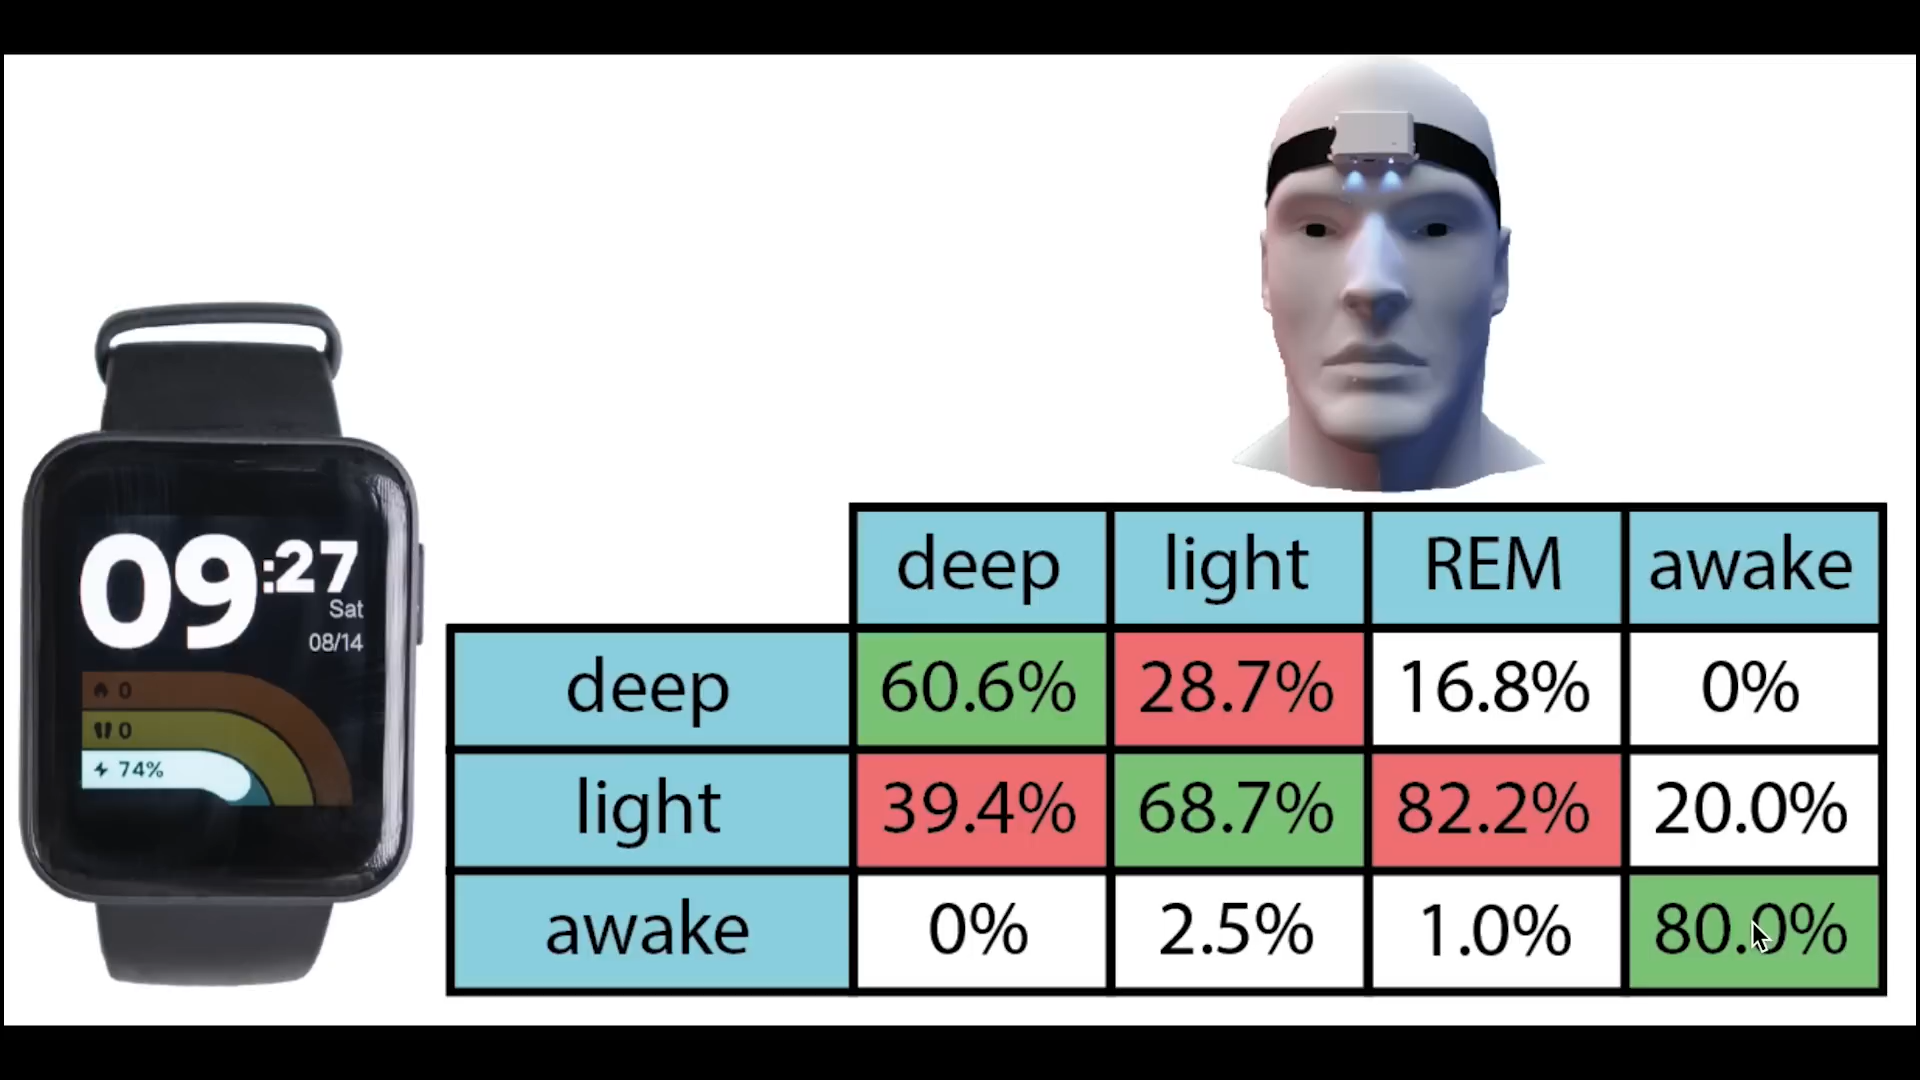 09:27
Sat
08/14
0
0
74%
deep light REM awake
deep 60.6% 28.7% 16.8% 0%
light 39.4% 68.7% 82.2% 20.0%
awake 0% 2.5% 1.0% 80.0%